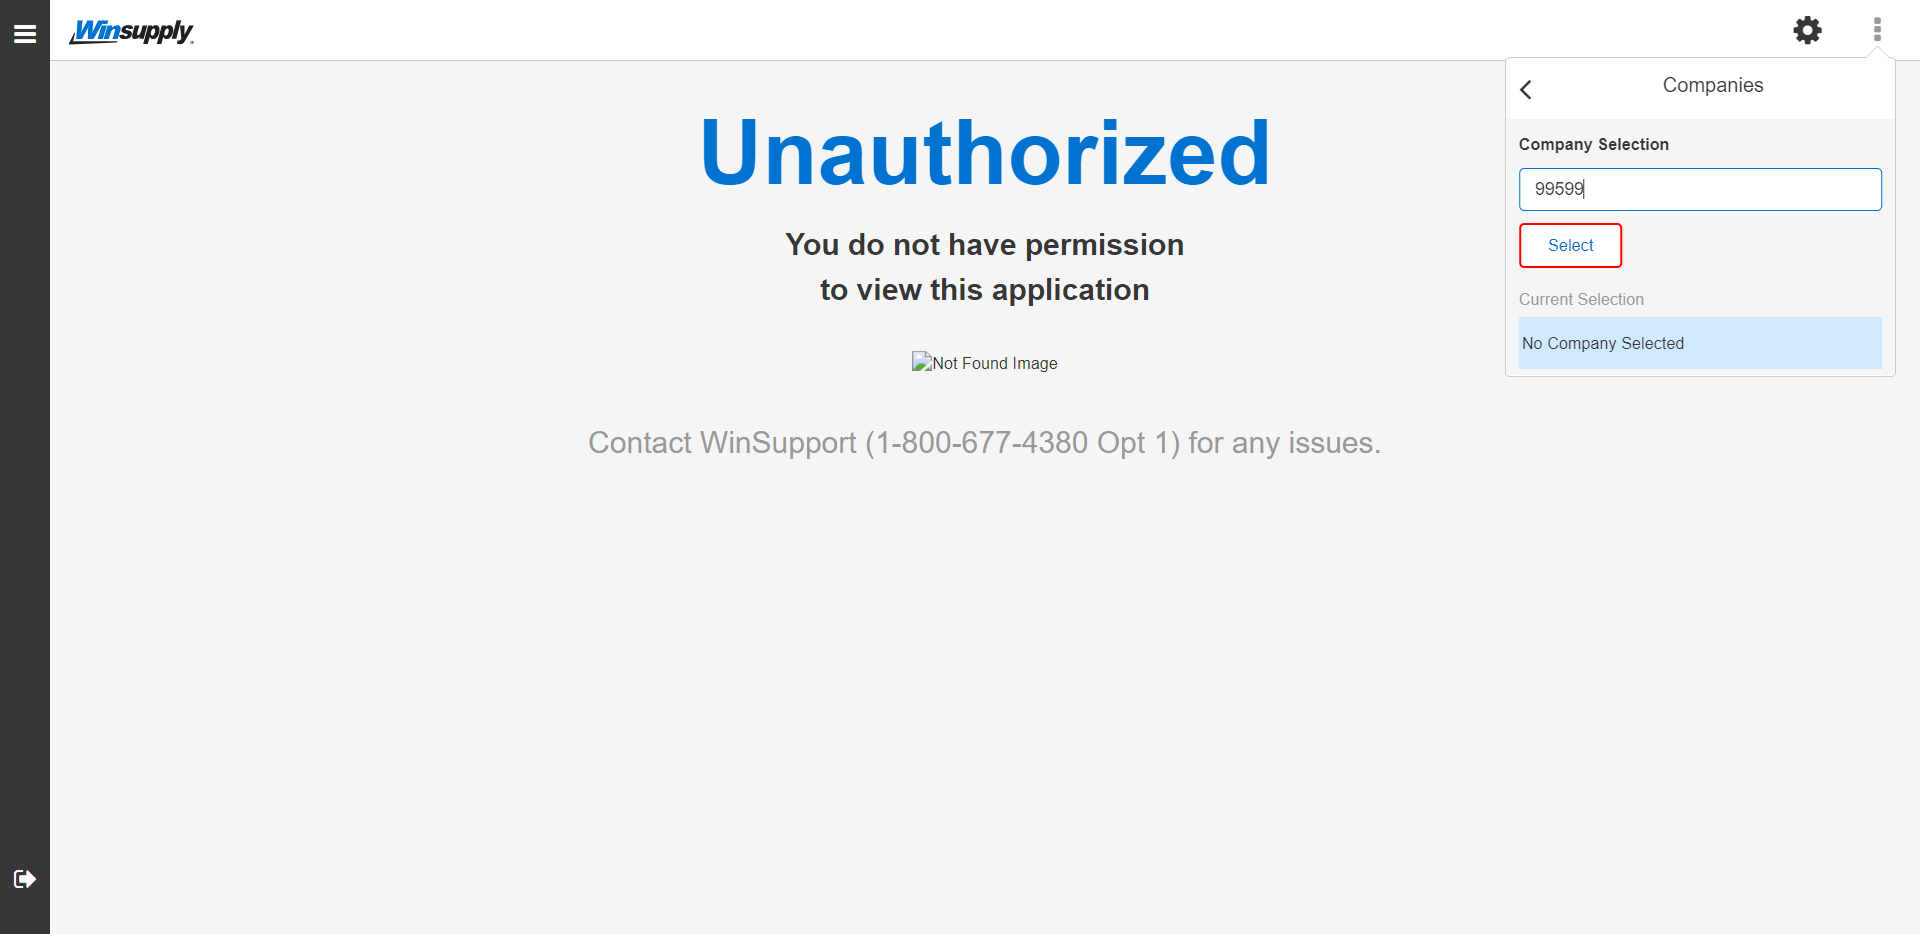 Winsupply
Companies
Company Selection
99599
Select
Current Selection
No Company Selected
Unauthorized
You do not have permission
to view this application
Not Found Image
Contact WinSupport (1-800-677-4380 Opt 1) for any issues.